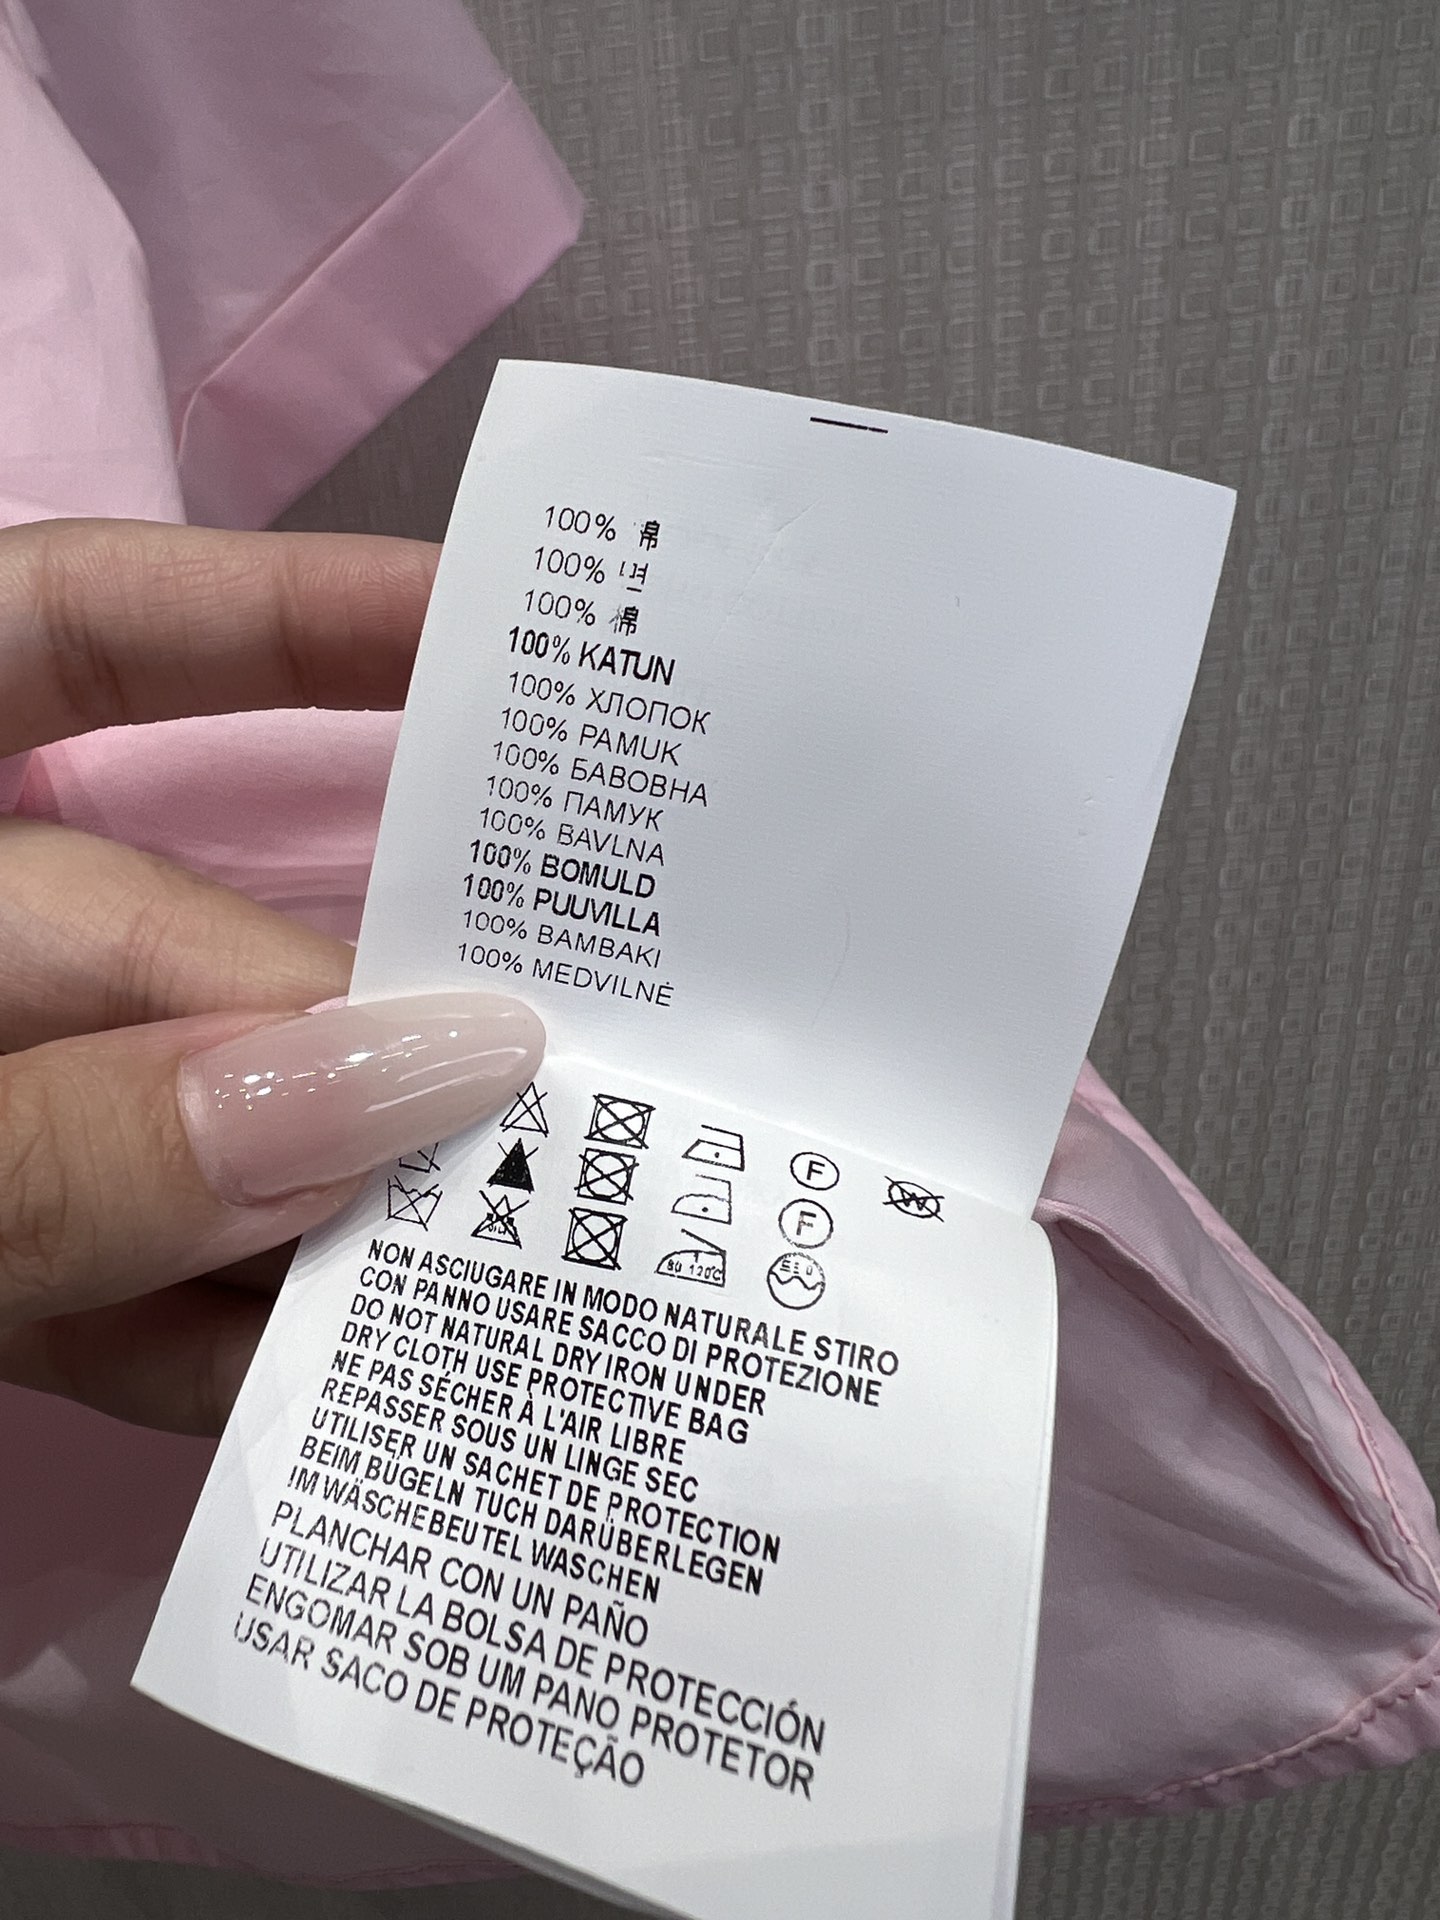 100% 棉
100% 면
100% 棉
100% KATUN
100% ХЛОПОК
100% PAMUK
100% БАВОВНА
100% ПАМУК
100% BAVLNA
100% BOMULD
100% PUUVILLA
100% BAMBAKI
100% MEDVILNĖ
F
W
F
NON ASCIUGARE IN MODO NATURALE STIRO
CON PANNO USARE SACCO DI PROTEZIONE
DO NOT NATURAL DRY IRON UNDER
DRY CLOTH USE PROTECTIVE BAG
NE PAS SÉCHER À L'AIR LIBRE
REPASSER SOUS UN LINGE SEC
UTILISER UN SACHET DE PROTECTION
BEIM BÜGELN TUCH DARÜBERLEGEN
IM WÄSCHEBEUTEL WASCHEN
PLANCHAR CON UN PAÑO
UTILIZAR LA BOLSA DE PROTECCIÓN
ENGOMAR SOB UM PANO PROTETOR
USAR SACO DE PROTEÇÃO